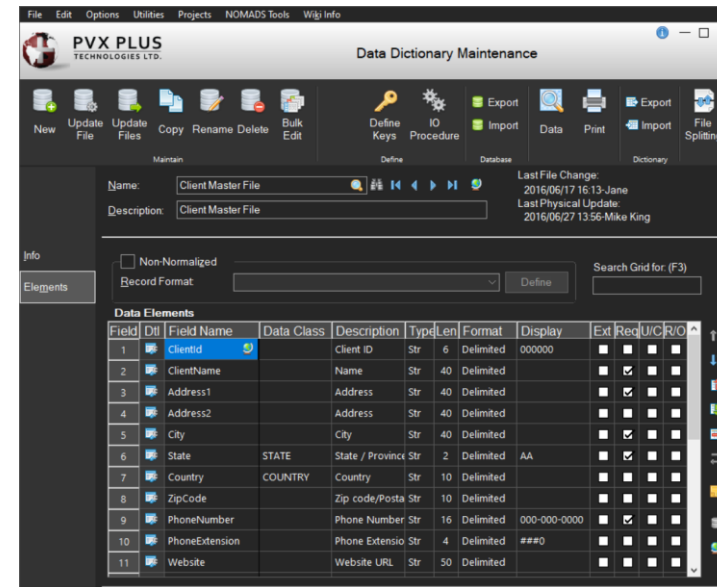 File Edit Options Utilities Projects NOMADS Tools Wiki Info
PVX PLUS
TECHNOLOGIES LTD.
Data Dictionary Maintenance
New Update File Update Files Copy Rename Delete Bulk Edit Define Keys IO Procedure Export Import Data Print Export Import File Splitting
Maintain Define Database Dictionary
Name: Client Master File
Description: Client Master File
Last File Change:
2016/06/17 16:13-Jane
Last Physical Update:
2016/06/27 13:56-Mike King
Info
Elements
Non-Normalized
Record Format: Define
Search Grid for: (F3)
Data Elements
Field Dtl Field Name Data Class Description Type Len Format Display Ext Req U/C R/O
1 ClientId Client ID Str 6 Delimited 000000
2 ClientName Name Str 40 Delimited
3 Address1 Address Str 40 Delimited
4 Address2 Address Str 40 Delimited
5 City City Str 40 Delimited
6 State STATE State / Province Str 2 Delimited AA
7 Country COUNTRY Country Str 10 Delimited
8 ZipCode Zip code/Posta Str 10 Delimited
9 PhoneNumber Phone Number Str 16 Delimited 000-000-0000
10 PhoneExtension Phone Extensio Str 4 Delimited ###0
11 Website Website URL Str 50 Delimited